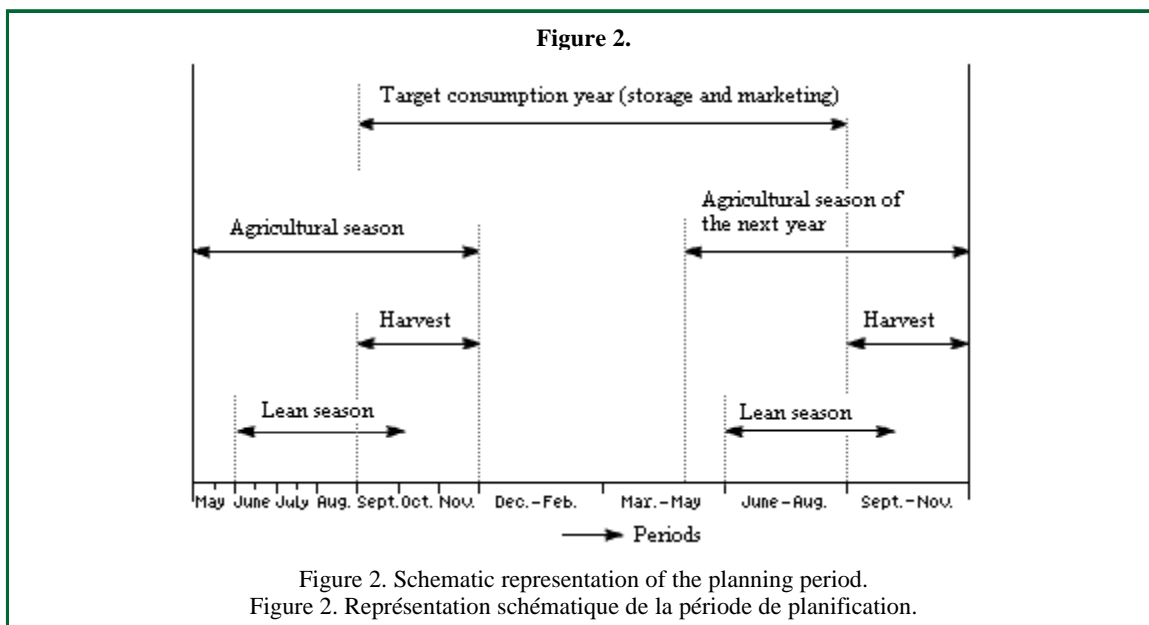 Figure 2.
Target consumption year (storage and marketing)
Agricultural season of
the next year
Agricultural season
Harvest
Harvest
Lean season
Lean season
May June July Aug. Sept. Oct. Nov. Dec.-Feb. Mar.-May June-Aug. Sept.-Nov.
Periods
Figure 2. Schematic representation of the planning period.
Figure 2. Représentation schématique de la période de planification.